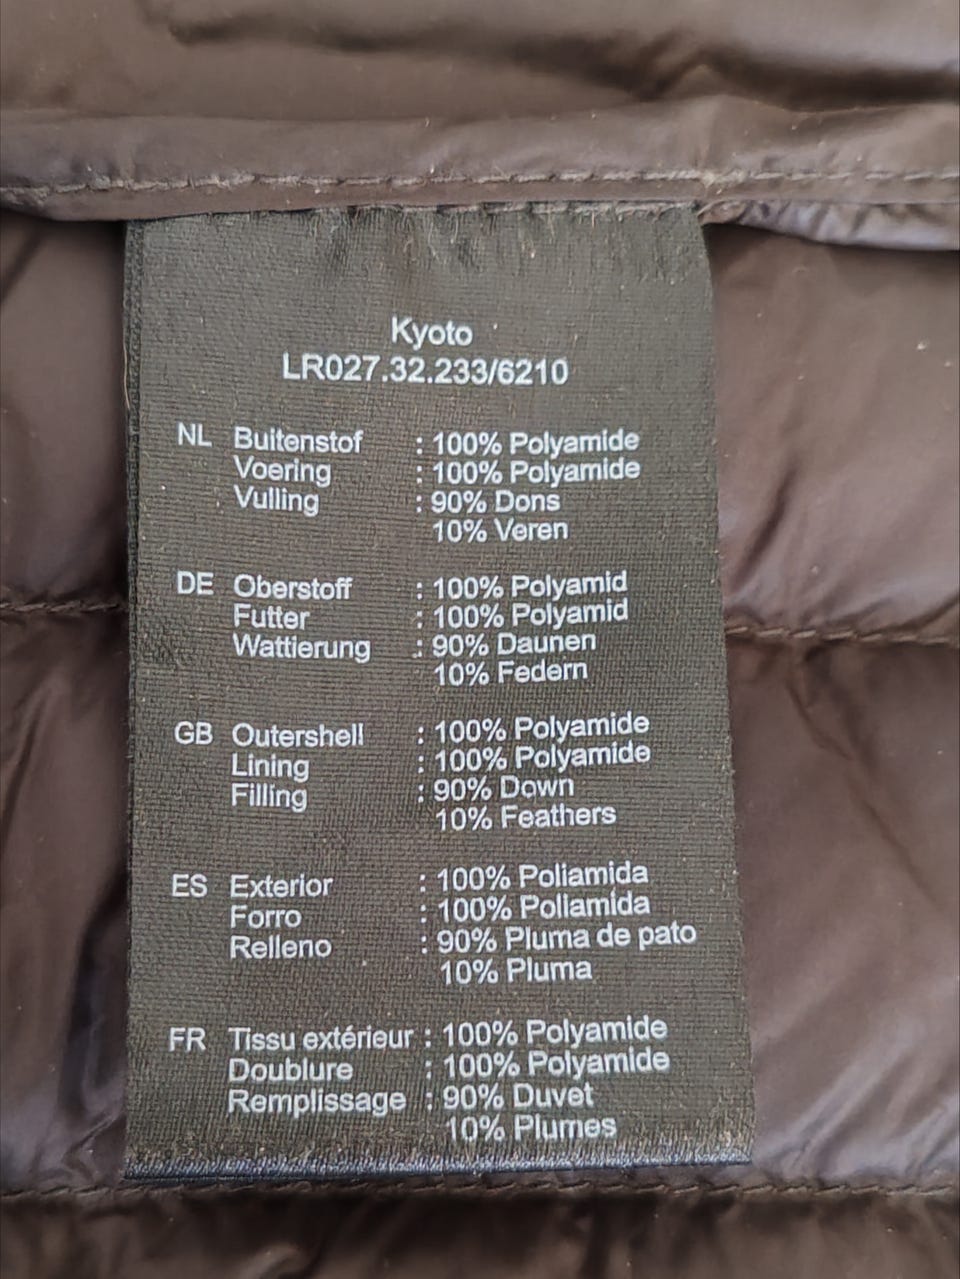 Kyoto
LR027.32.233/6210
NL Buitenstof : 100% Polyamide
Voering : 100% Polyamide
Vulling : 90% Dons
10% Veren
DE Oberstoff : 100% Polyamid
Futter : 100% Polyamid
Wattierung : 90% Daunen
10% Federn
GB Outershell : 100% Polyamide
Lining : 100% Polyamide
Filling : 90% Down
10% Feathers
ES Exterior : 100% Poliamida
Forro : 100% Poliamida
Relleno : 90% Pluma de pato
10% Pluma
FR Tissu extérieur : 100% Polyamide
Doublure : 100% Polyamide
Remplissage : 90% Duvet
10% Plumes